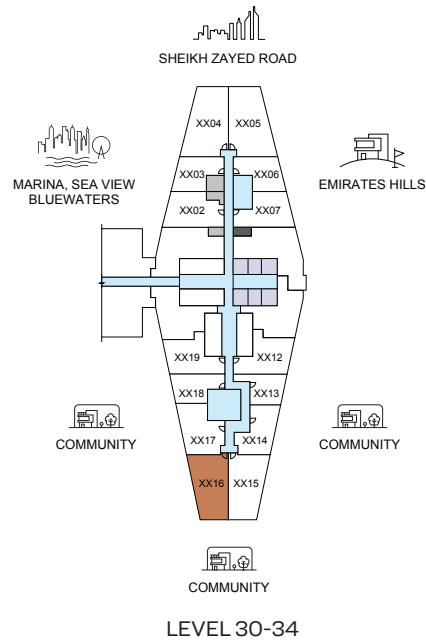 SHEIKH ZAYED ROAD
XX04
XX05
MARINA, SEA VIEW
BLUEWATERS
XX03
XX06
EMIRATES HILLS
XX02
XX07
XX19
XX12
XX18
XX13
COMMUNITY
COMMUNITY
XX17
XX14
XX16
XX15
COMMUNITY
LEVEL 30-34